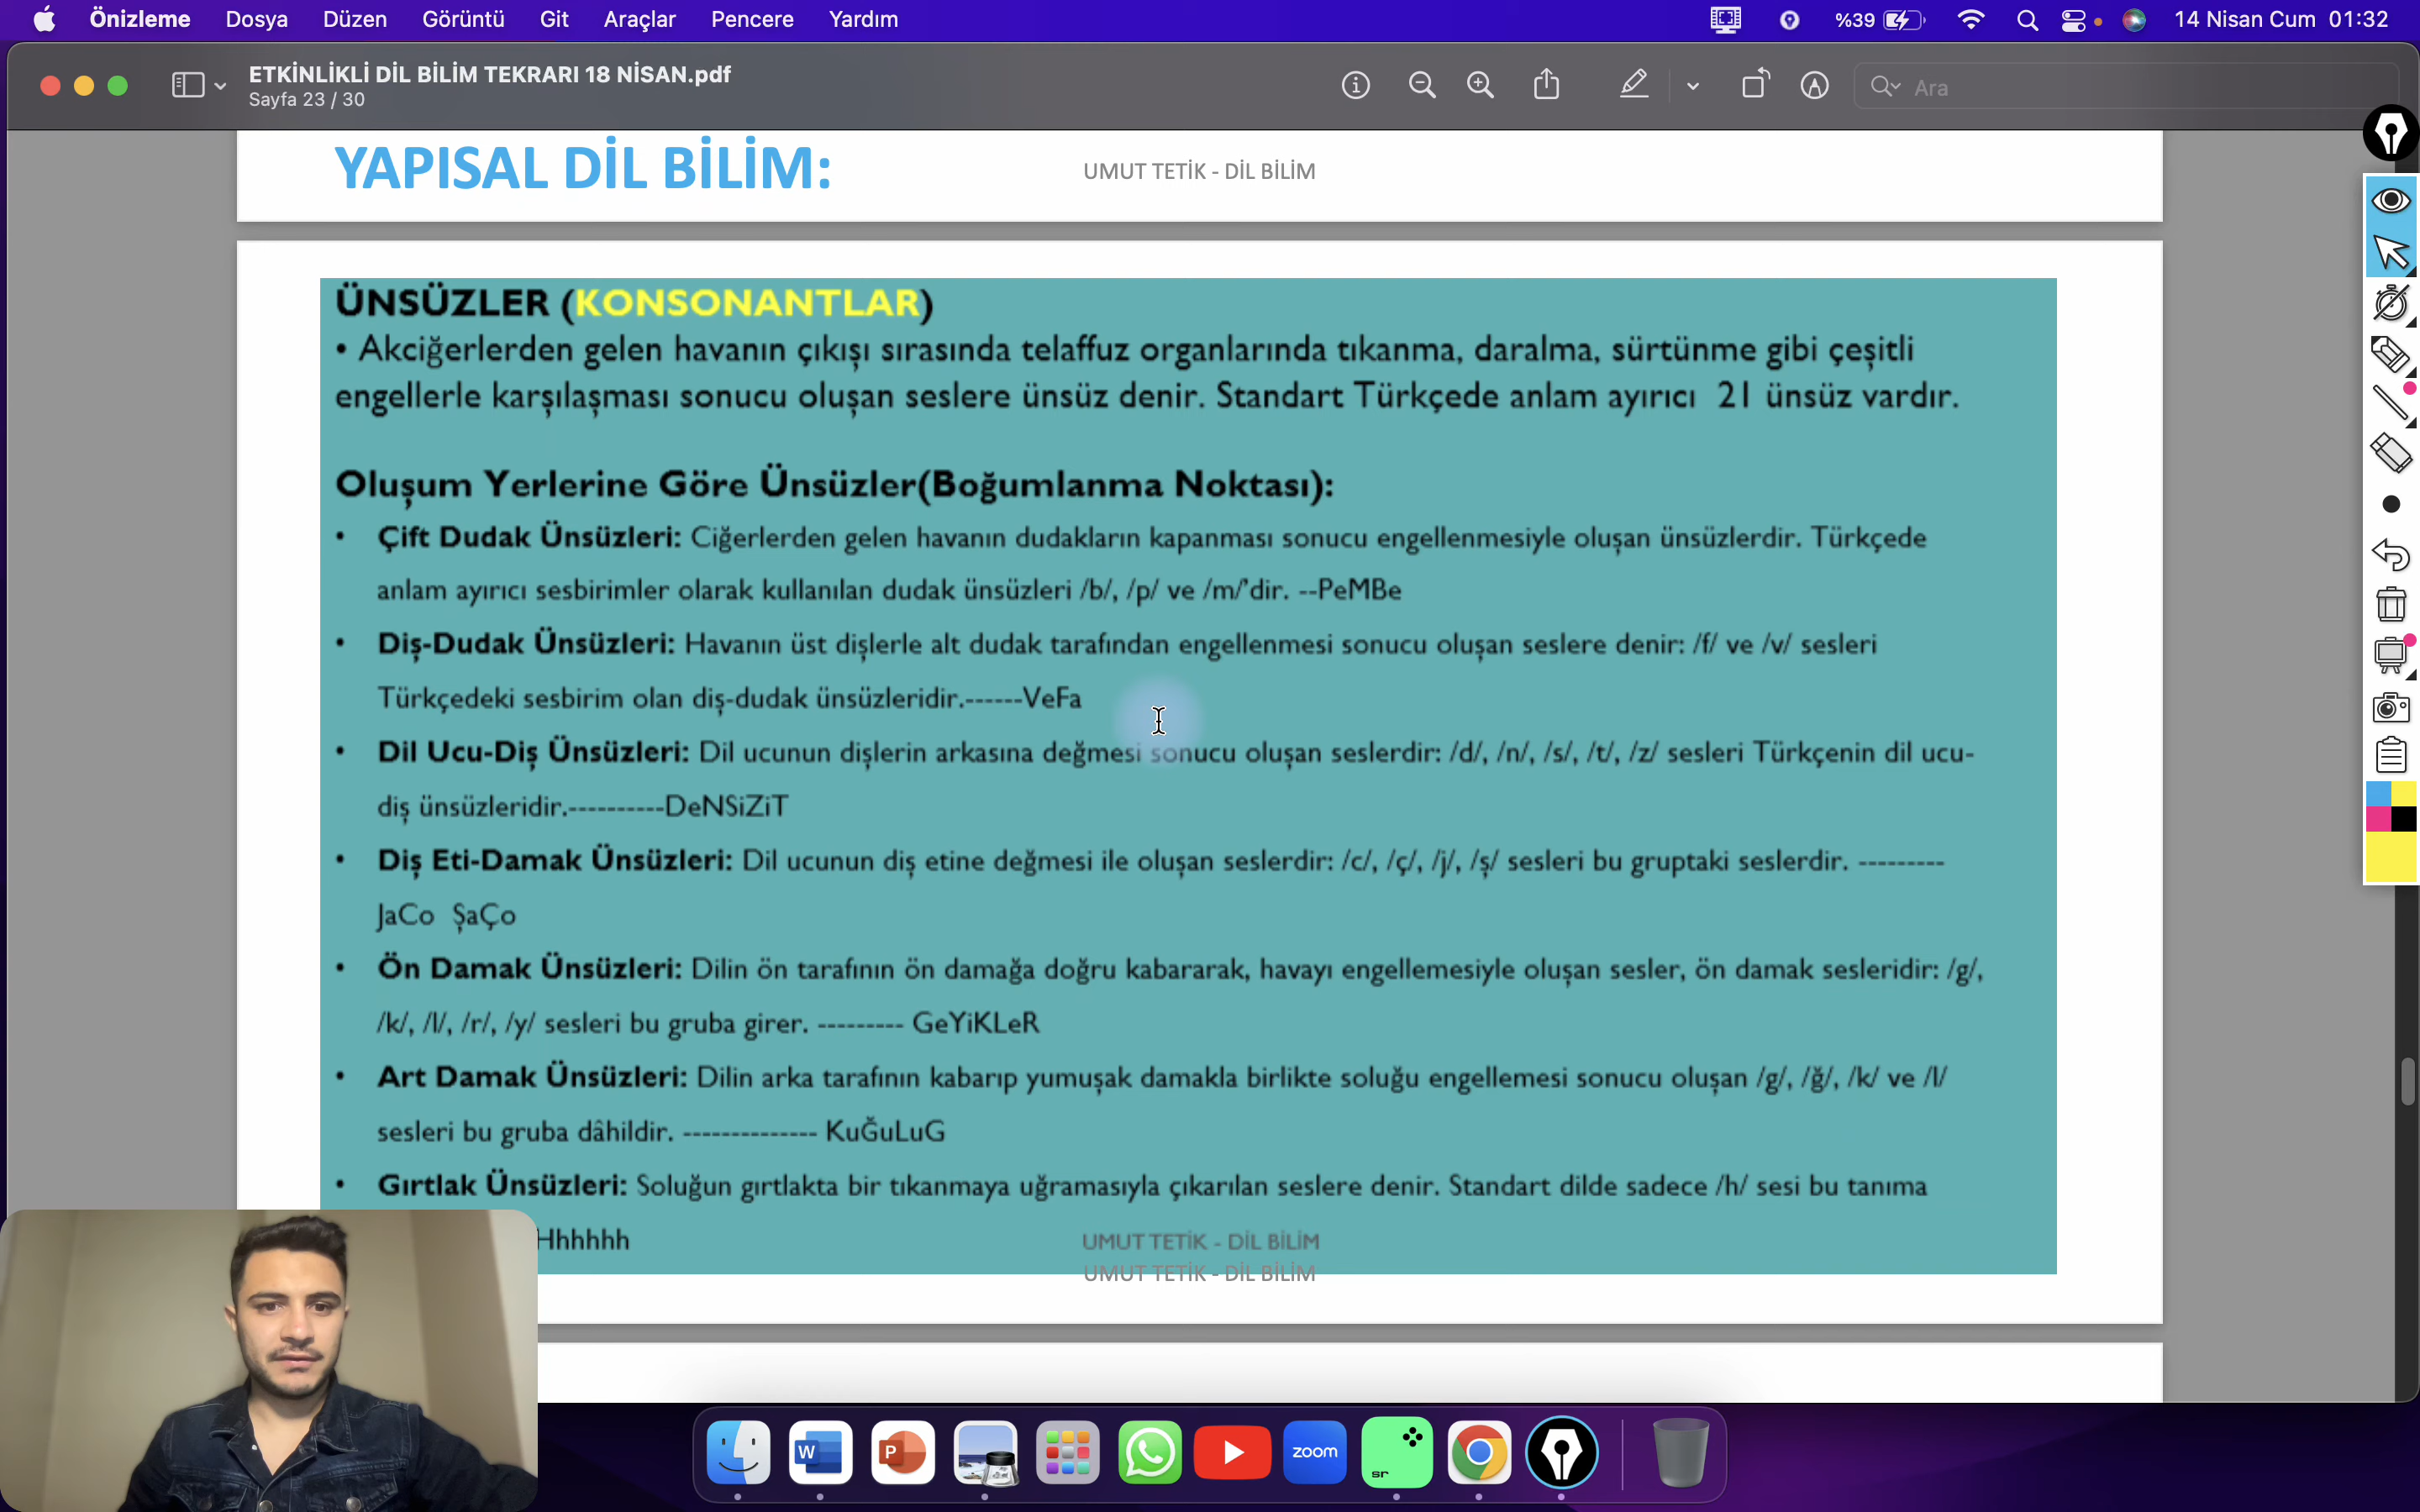 Önizleme Dosya Düzen Görüntü Git Araçlar Pencere Yardım %39 14 Nisan Cum 01:32
ETKİNLİKLİ DİL BİLİM TEKRARI 18 NİSAN.pdf
Sayfa 23 / 30
Ara
YAPISAL DİL BİLİM:
UMUT TETİK - DİL BİLİM
ÜNSÜZLER (KONSONANTLAR)
• Akciğerlerden gelen havanın çıkışı sırasında telaffuz organlarında tıkanma, daralma, sürtünme gibi çeşitli
engellerle karşılaşması sonucu oluşan seslere ünsüz denir. Standart Türkçede anlam ayırıcı 21 ünsüz vardır.
Oluşum Yerlerine Göre Ünsüzler(Boğumlanma Noktası):
• Çift Dudak Ünsüzleri: Ciğerlerden gelen havanın dudakların kapanması sonucu engellenmesiyle oluşan ünsüzlerdir. Türkçede
anlam ayırıcı sesbirimler olarak kullanılan dudak ünsüzleri /b/, /p/ ve /m/'dir. --PeMBe
• Diş-Dudak Ünsüzleri: Havanın üst dişlerle alt dudak tarafından engellenmesi sonucu oluşan seslere denir: /f/ ve /v/ sesleri
Türkçedeki sesbirim olan diş-dudak ünsüzleridir.------VeFa
• Dil Ucu-Diş Ünsüzleri: Dil ucunun dişlerin arkasına değmesi sonucu oluşan seslerdir: /d/, /n/, /s/, /t/, /z/ sesleri Türkçenin dil ucu-
diş ünsüzleridir.----------DeNSiZiT
• Diş Eti-Damak Ünsüzleri: Dil ucunun diş etine değmesi ile oluşan seslerdir: /c/, /ç/, /j/, /ş/ sesleri bu gruptaki seslerdir. ---------
JaCo ŞaÇo
• Ön Damak Ünsüzleri: Dilin ön tarafının ön damağa doğru kabararak, havayı engellemesiyle oluşan sesler, ön damak sesleridir: /g/,
/k/, /l/, /r/, /y/ sesleri bu gruba girer. --------- GeYiKLeR
• Art Damak Ünsüzleri: Dilin arka tarafının kabarıp yumuşak damakla birlikte soluğu engellemesi sonucu oluşan /g/, /ğ/, /k/ ve /l/
sesleri bu gruba dâhildir. -------------- KuĞuLuG
• Gırtlak Ünsüzleri: Soluğun gırtlakta bir tıkanmaya uğramasıyla çıkarılan seslere denir. Standart dilde sadece /h/ sesi bu tanıma
Hhhhhh
UMUT TETİK - DİL BİLİM
UMUT TETİK - DİL BİLİM
W P zoom sr